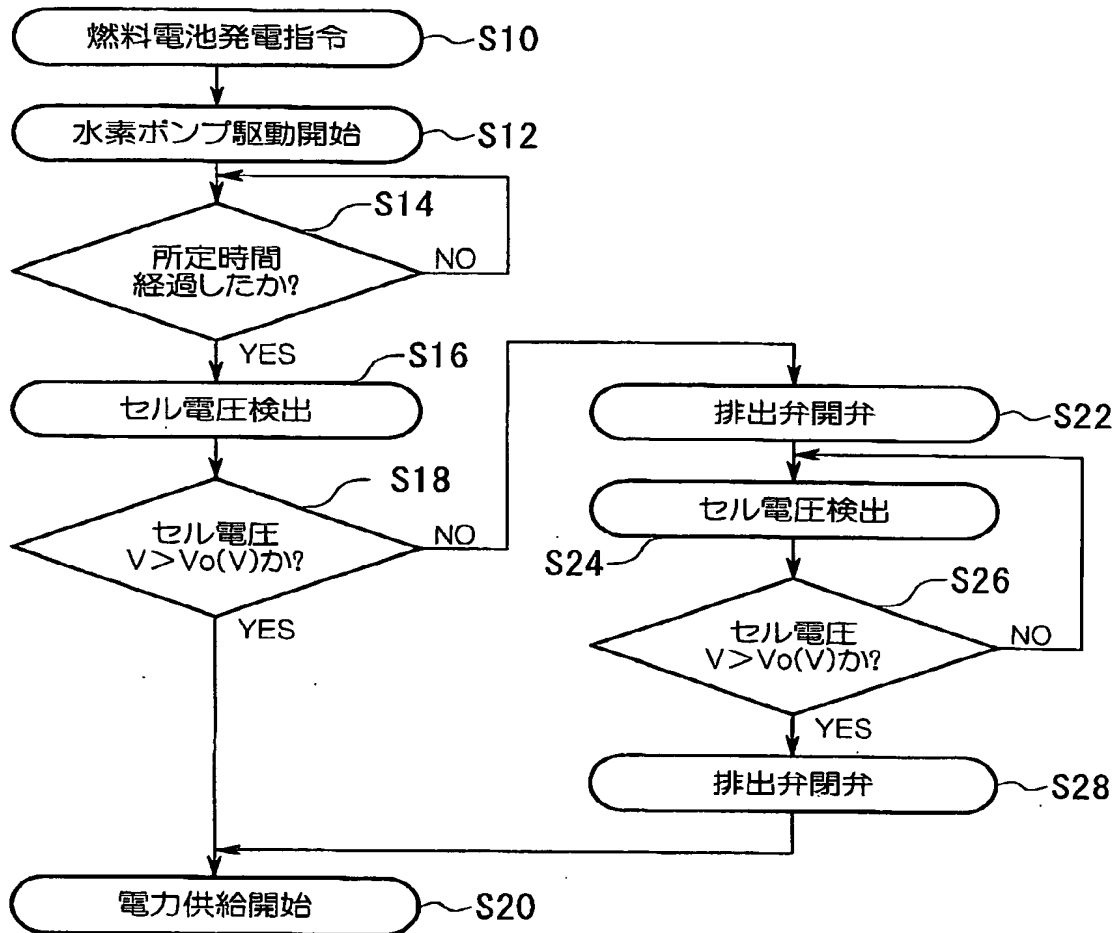 燃料電池発電指令
S10
水素ポンプ駆動開始
S12
S14
所定時間
経過したか?
NO
YES
S16
セル電圧検出
S18
セル電圧
V>Vo(V)か?
NO
YES
排出弁開弁
S22
セル電圧検出
S24
S26
セル電圧
V>Vo(V)か?
NO
YES
排出弁閉弁
S28
電力供給開始
S20